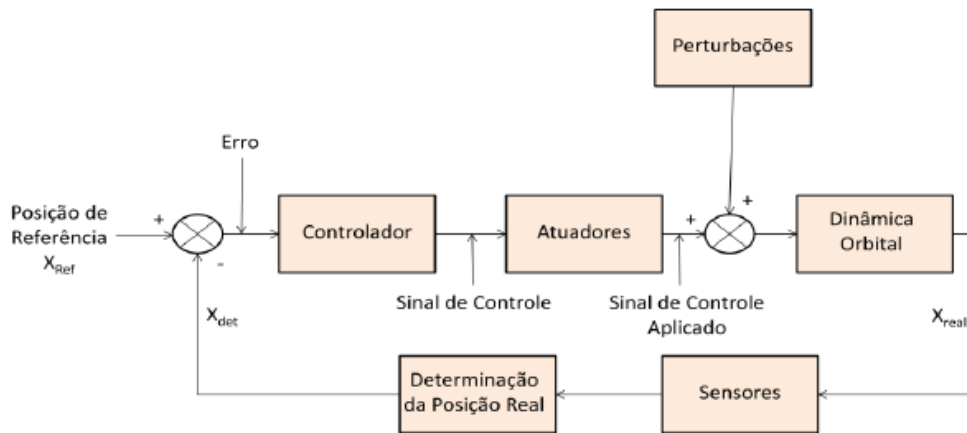 Perturbações
Erro
Posição de
Referência
X_Ref
+
-
Controlador
Sinal de Controle
Atuadores
+
+
Sinal de Controle
Aplicado
Dinâmica
Orbital
X_real
X_det
Determinação
da Posição Real
Sensores